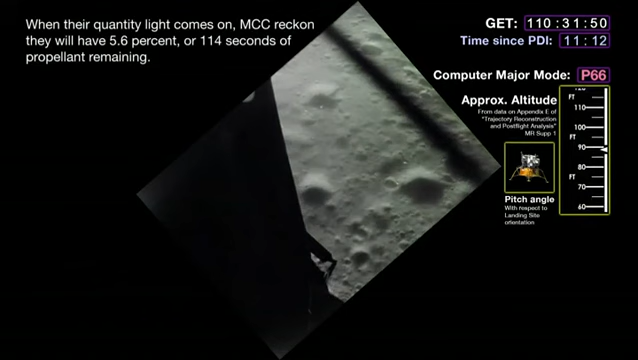 When their quantity light comes on, MCC reckon
they will have 5.6 percent, or 114 seconds of
propellant remaining.
GET: 110:31:50
Time since PDI: 11:12
Computer Major Mode: P66
Approx. Altitude
From data on Appendix E of
"Trajectory Reconstruction
and Postflight Analysis"
MR Supp 1
FT
110
100
FT
90
80
FT
70
60
Pitch angle
With respect to
Landing Site
orientation